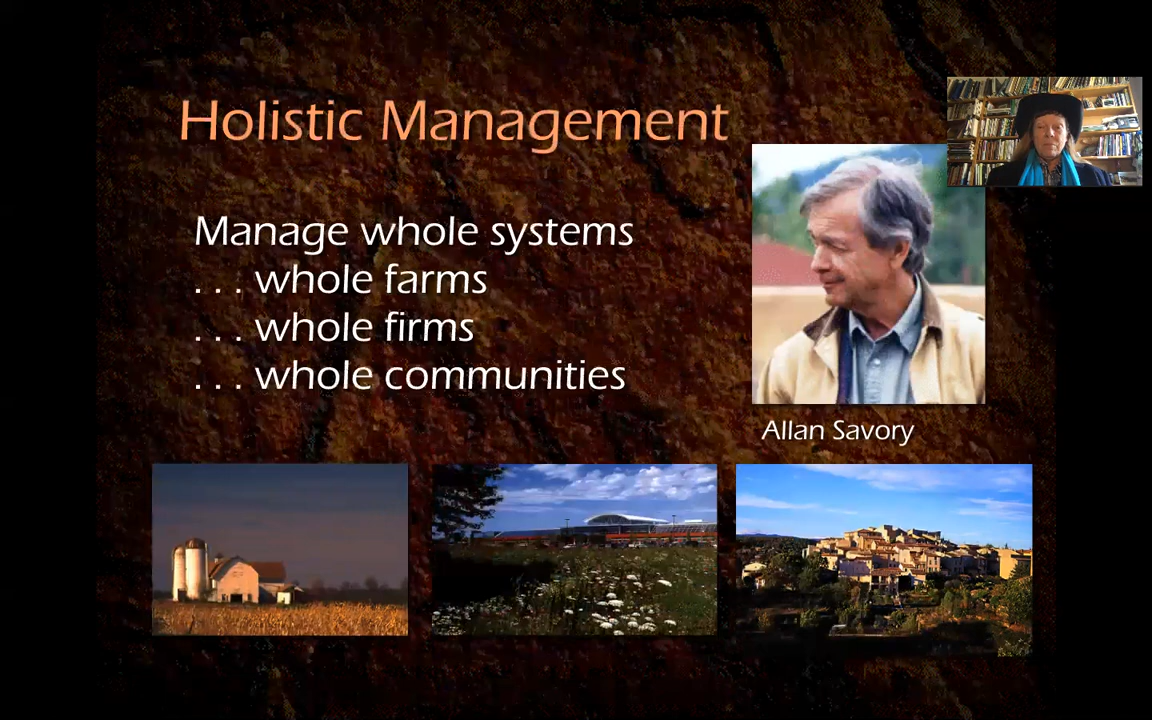 Holistic Management
Manage whole systems
. . . whole farms
. . . whole firms
. . . whole communities
Allan Savory